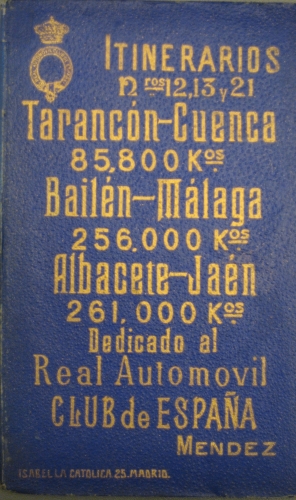 ITINERARIOS
Nros 12, 13 y 21
Tarancón-Cuenca
85,800 Kos
Bailén-Málaga
256.000 Kos
Albacete-Jaén
261.000 Kos
Dedicado al
Real Automovil
CLUB de ESPAÑA
MENDEZ
ISABEL LA CATOLICA 25. MADRID.